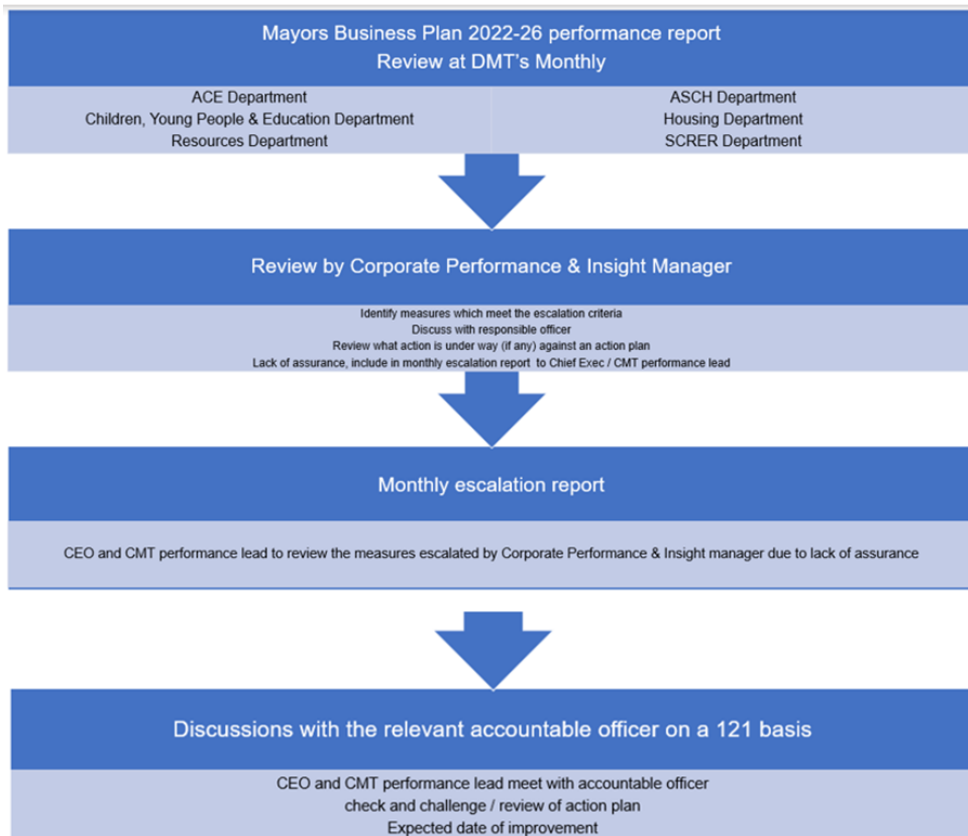 Mayors Business Plan 2022-26 performance report
Review at DMT's Monthly
ACE Department
Children, Young People & Education Department
Resources Department
ASCH Department
Housing Department
SCRER Department
Review by Corporate Performance & Insight Manager
Identify measures which meet the escalation criteria
Discuss with responsible officer
Review what action is under way (if any) against an action plan
Lack of assurance, include in monthly escalation report to Chief Exec / CMT performance lead
Monthly escalation report
CEO and CMT performance lead to review the measures escalated by Corporate Performance & Insight manager due to lack of assurance
Discussions with the relevant accountable officer on a 121 basis
CEO and CMT performance lead meet with accountable officer
check and challenge / review of action plan
Expected date of improvement